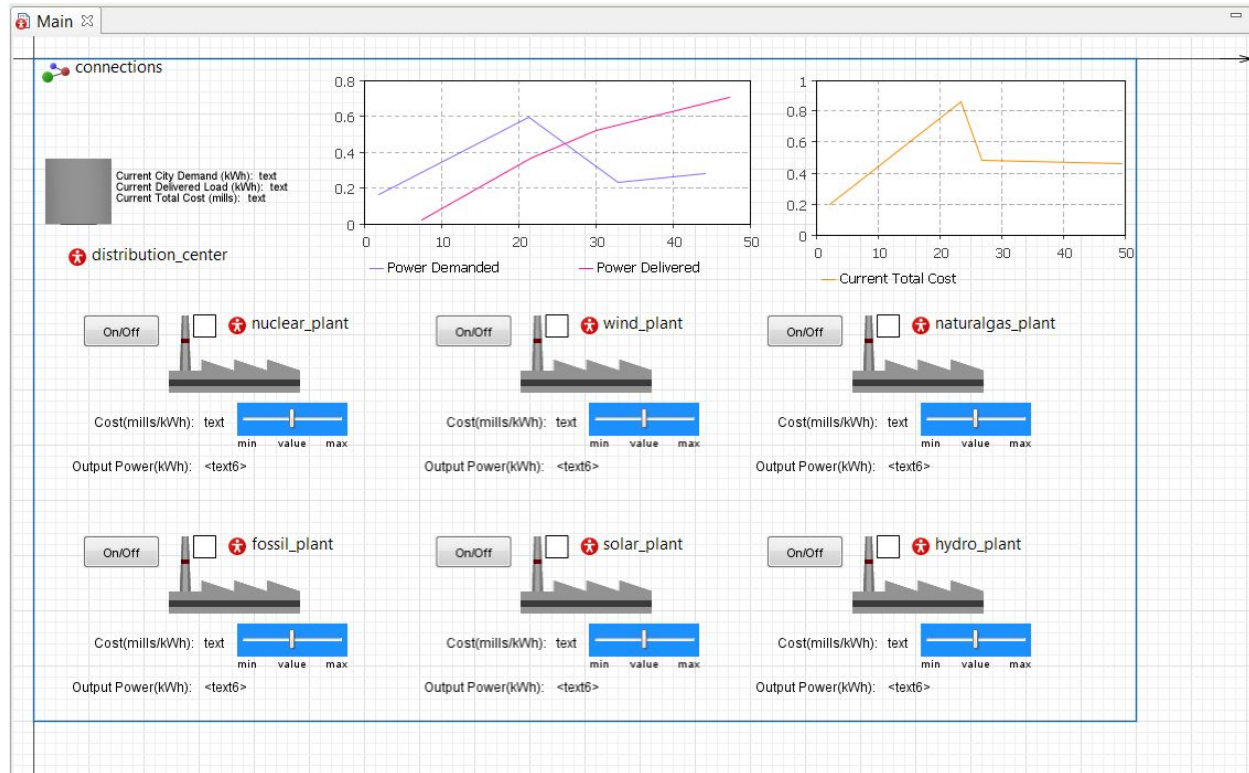 Main
connections
0.8
0.6
0.4
0.2
0
0 10 20 30 40 50
Power Demanded Power Delivered
1
0.8
0.6
0.4
0.2
0
0 10 20 30 40 50
Current Total Cost
Current City Demand (kWh): text
Current Delivered Load (kWh): text
Current Total Cost (mills): text
distribution_center
On/Off nuclear_plant On/Off wind_plant On/Off naturalgas_plant
Cost(mills/kWh): text Cost(mills/kWh): text Cost(mills/kWh): text
min value max min value max min value max
Output Power(kWh): <text6> Output Power(kWh): <text6> Output Power(kWh): <text6>
On/Off fossil_plant On/Off solar_plant On/Off hydro_plant
Cost(mills/kWh): text Cost(mills/kWh): text Cost(mills/kWh): text
min value max min value max min value max
Output Power(kWh): <text6> Output Power(kWh): <text6> Output Power(kWh): <text6>